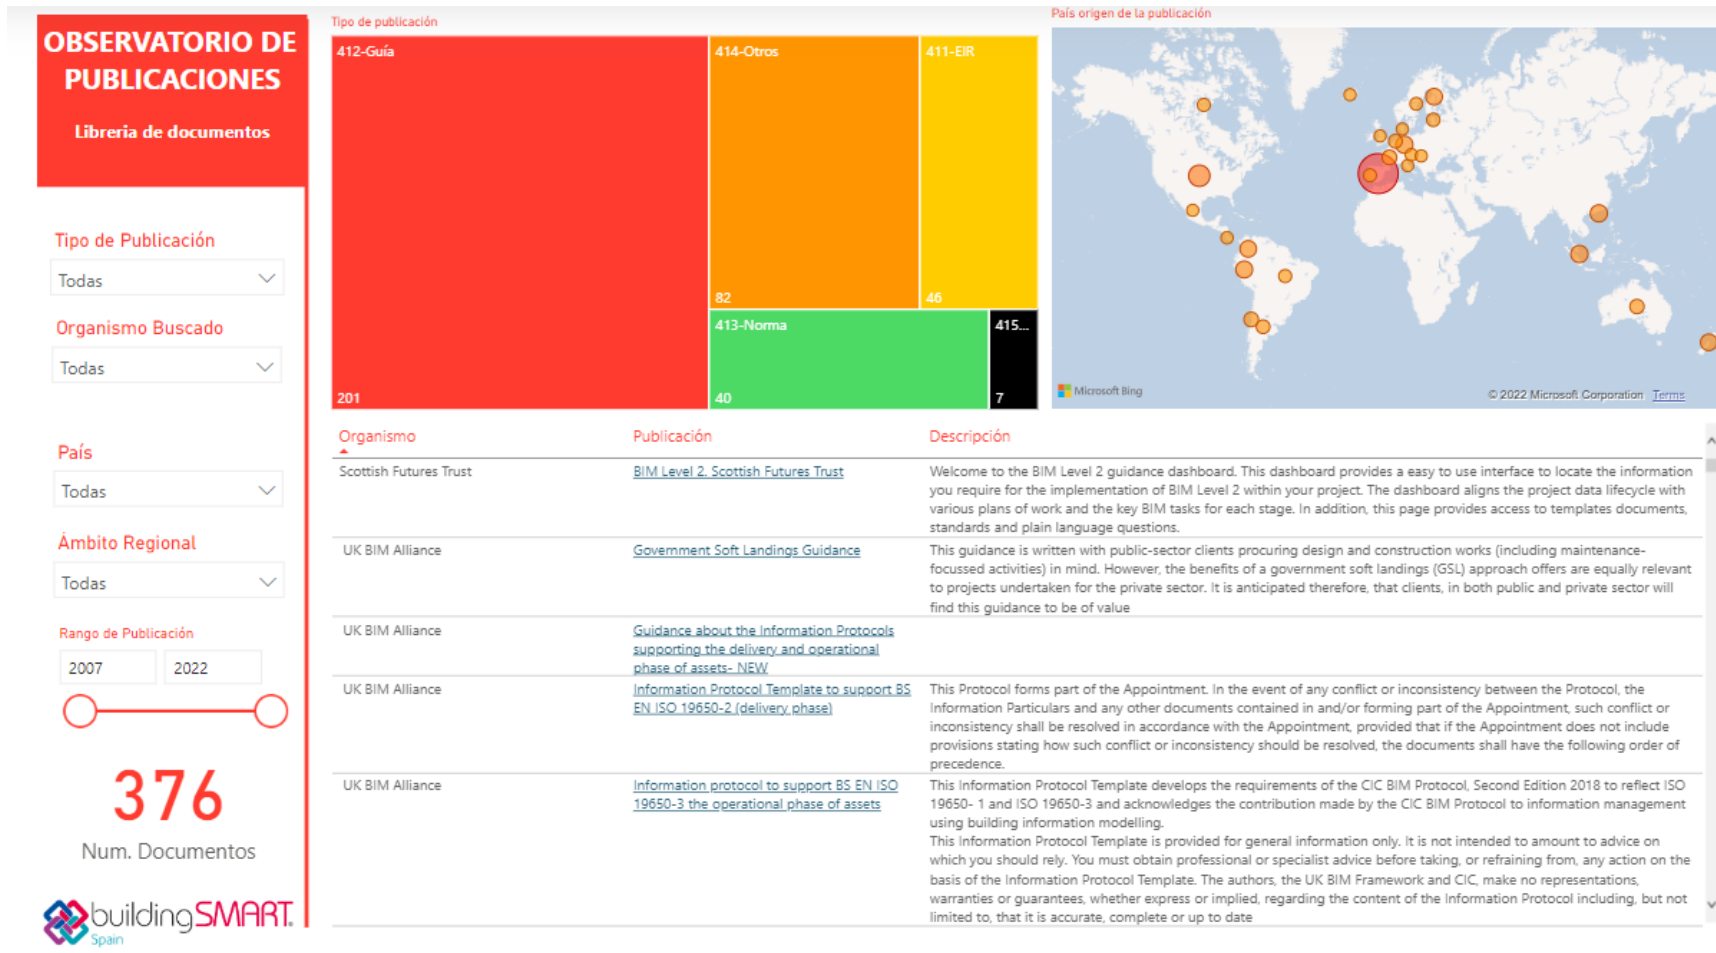 OBSERVATORIO DE
PUBLICACIONES
Libreria de documentos
Tipo de Publicación
Todas
Organismo Buscado
Todas
País
Todas
Ámbito Regional
Todas
Rango de Publicación
2007 2022
376
Num. Documentos
buildingSMART.
Spain
Tipo de publicación
412-Guía
201
414-Otros
82
411-EIR
46
413-Norma
40
415...
7
País origen de la publicación
Microsoft Bing
© 2022 Microsoft Corporation Terms
Organismo Publicación Descripción
Scottish Futures Trust
BIM Level 2. Scottish Futures Trust
Welcome to the BIM Level 2 guidance dashboard. This dashboard provides a easy to use interface to locate the information
you require for the implementation of BIM Level 2 within your project. The dashboard aligns the project data lifecycle with
various plans of work and the key BIM tasks for each stage. In addition, this page provides access to templates documents,
standards and plain language questions.
UK BIM Alliance
Government Soft Landings Guidance
This guidance is written with public-sector clients procuring design and construction works (including maintenance-
focussed activities) in mind. However, the benefits of a government soft landings (GSL) approach offers are equally relevant
to projects undertaken for the private sector. It is anticipated therefore, that clients, in both public and private sector will
find this guidance to be of value
UK BIM Alliance
Guidance about the Information Protocols
supporting the delivery and operational
phase of assets- NEW
UK BIM Alliance
Information Protocol Template to support BS
EN ISO 19650-2 (delivery phase)
This Protocol forms part of the Appointment. In the event of any conflict or inconsistency between the Protocol, the
Information Particulars and any other documents contained in and/or forming part of the Appointment, such conflict or
inconsistency shall be resolved in accordance with the Appointment, provided that if the Appointment does not include
provisions stating how such conflict or inconsistency should be resolved, the documents shall have the following order of
precedence.
UK BIM Alliance
Information protocol to support BS EN ISO
19650-3 the operational phase of assets
This Information Protocol Template develops the requirements of the CIC BIM Protocol, Second Edition 2018 to reflect ISO
19650- 1 and ISO 19650-3 and acknowledges the contribution made by the CIC BIM Protocol to information management
using building information modelling.
This Information Protocol Template is provided for general information only. It is not intended to amount to advice on
which you should rely. You must obtain professional or specialist advice before taking, or refraining from, any action on the
basis of the Information Protocol Template. The authors, the UK BIM Framework and CIC, make no representations,
warranties or guarantees, whether express or implied, regarding the content of the Information Protocol including, but not
limited to, that it is accurate, complete or up to date